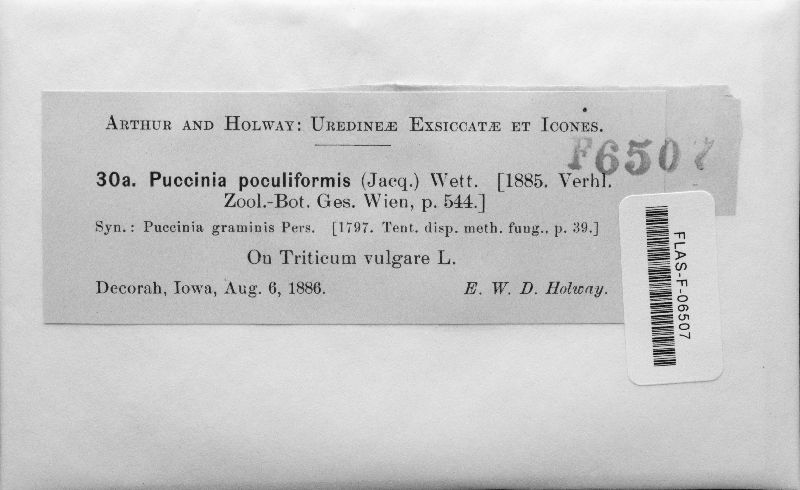 Arthur and Holway: Uredineæ Exsiccatæ et Icones.
F6507
30a. Puccinia poculiformis (Jacq.) Wett. [1885. Verhl.
Zool.-Bot. Ges. Wien, p. 544.]
Syn.: Puccinia graminis Pers. [1797. Tent. disp. meth. fung., p. 39.]
On Triticum vulgare L.
Decorah, Iowa, Aug. 6, 1886. E. W. D. Holway.
FLAS-F-06507